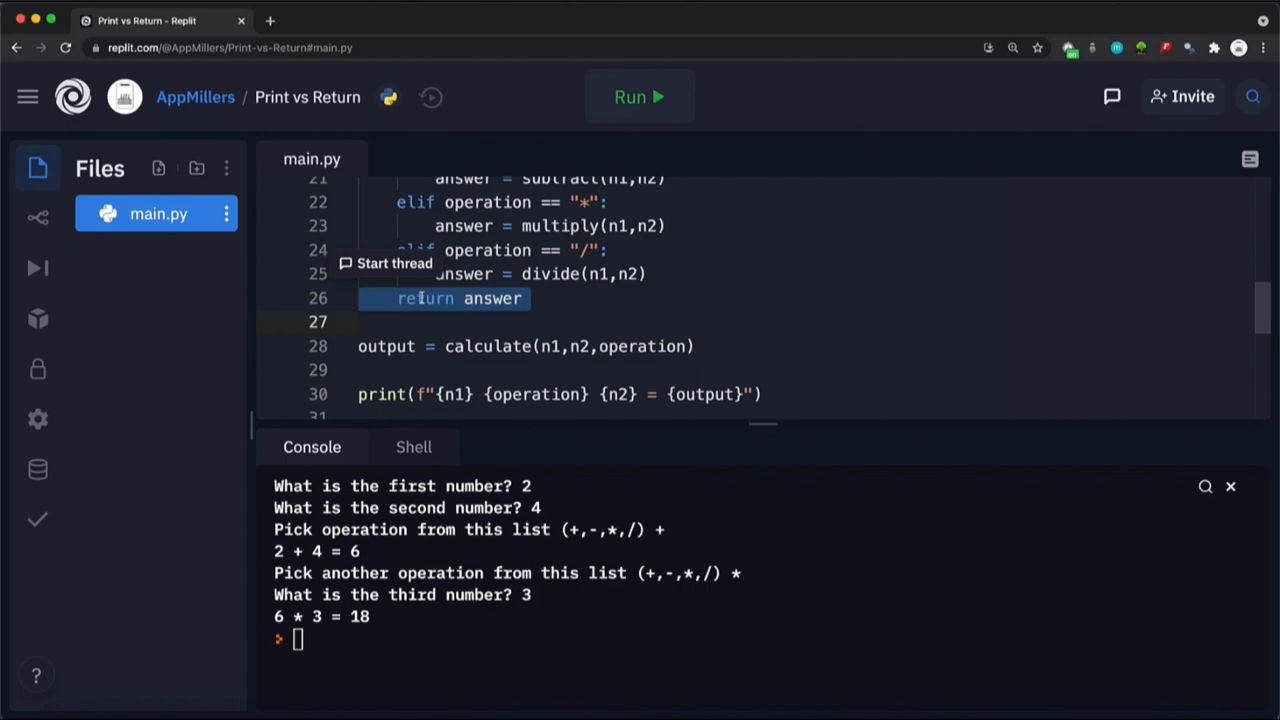 Print vs Return - Replit
replit.com/@AppMillers/Print-vs-Return#main.py
AppMillers / Print vs Return
Run
Invite
Files
main.py
main.py
21 answer = subtract(n1,n2)
22 elif operation == "*":
23 answer = multiply(n1,n2)
24 elif operation == "/":
Start thread
25 answer = divide(n1,n2)
26 return answer
27
28 output = calculate(n1,n2,operation)
29
30 print(f"{n1} {operation} {n2} = {output}")
31
Console Shell
What is the first number? 2
What is the second number? 4
Pick operation from this list (+,-,*,/) +
2 + 4 = 6
Pick another operation from this list (+,-,*,/) *
What is the third number? 3
6 * 3 = 18
>
?